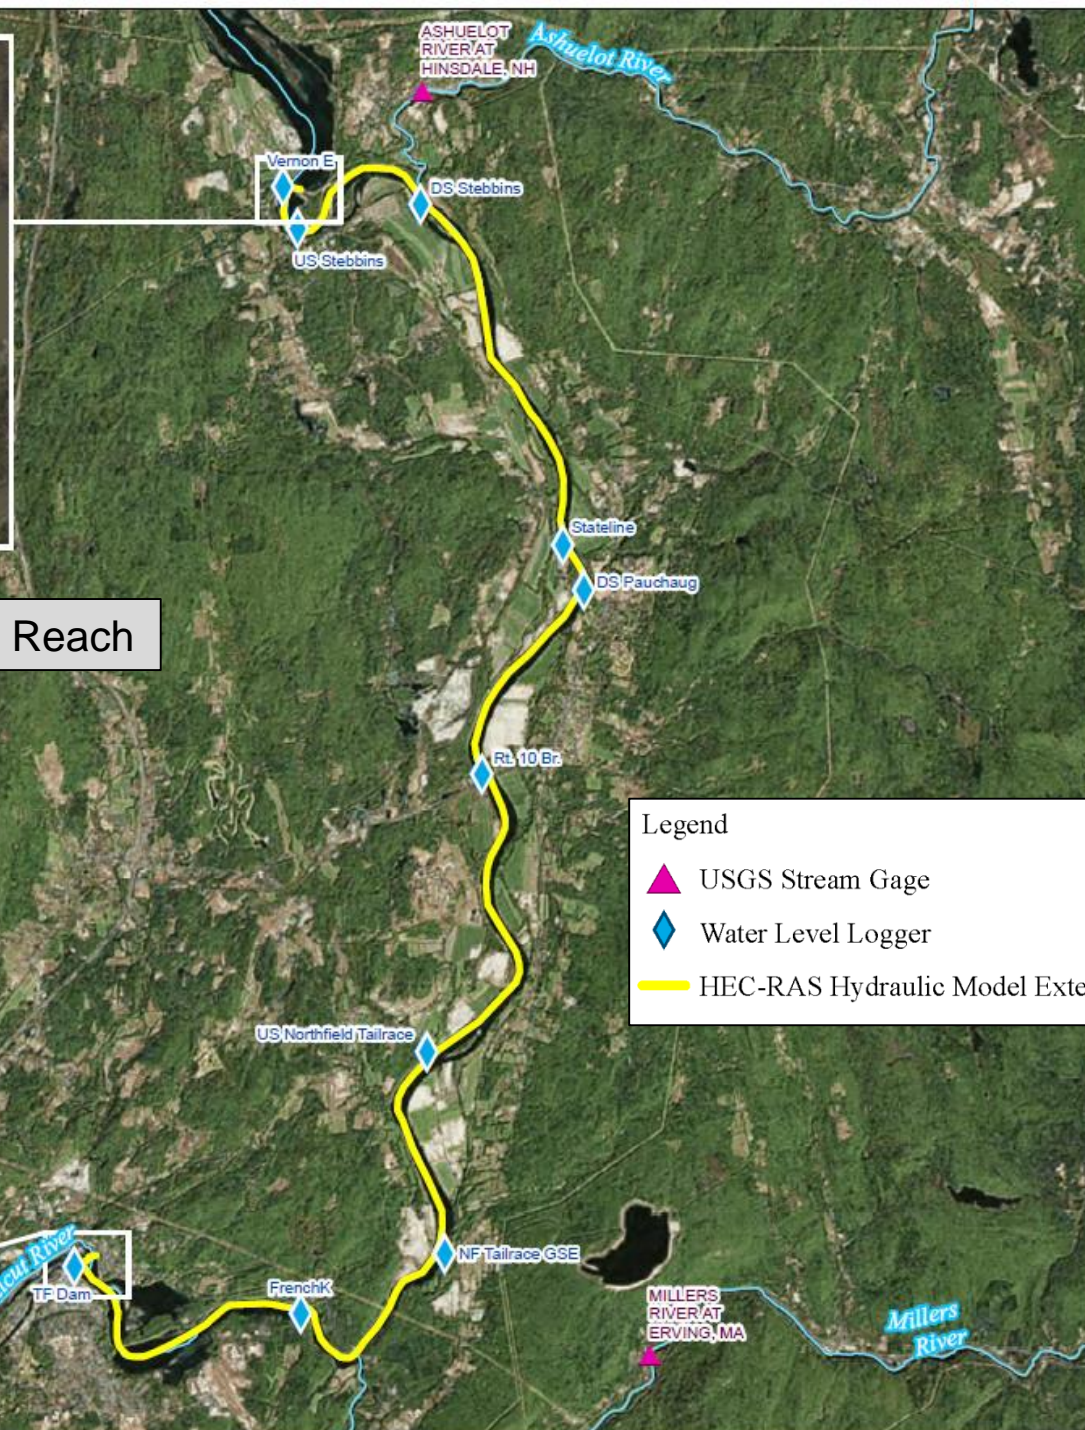 ASHUELOT
RIVER AT
HINSDALE, NH
Ashuelot River
Vernon E
DS Stebbins
US Stebbins
Stateline
DS Pauchaug
Reach
Rt. 10 Br.
Legend
USGS Stream Gage
Water Level Logger
HEC-RAS Hydraulic Model Exte
US Northfield Tailrace
NF Tailrace GSE
icut River
TF Dam
FrenchK
MILLERS
RIVER AT
ERVING, MA
Millers
River